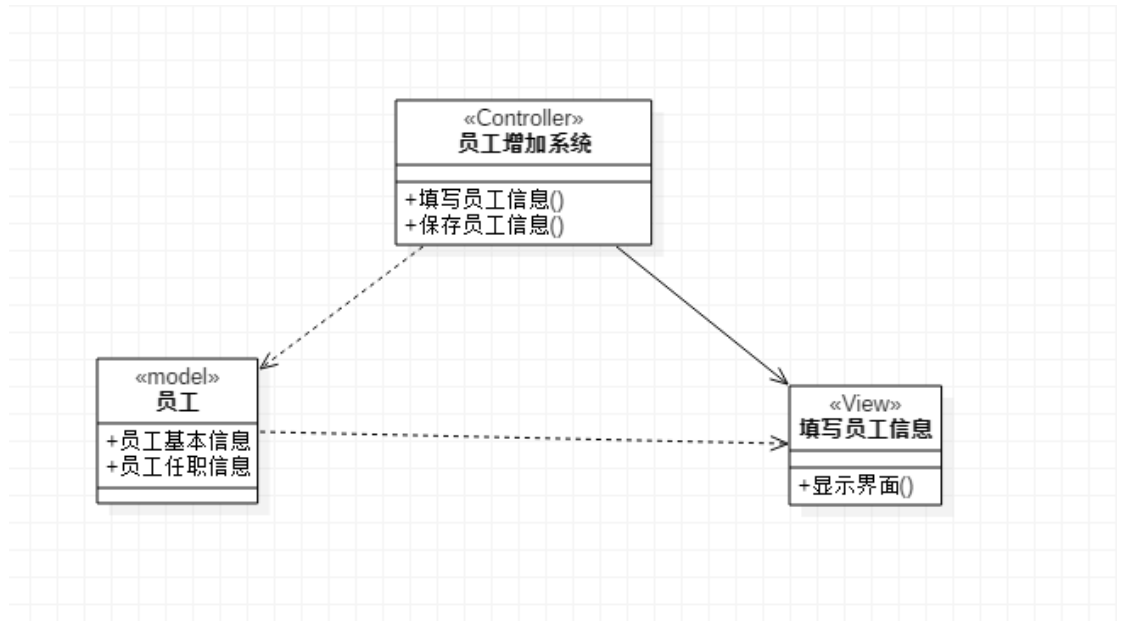 «Controller»
员工增加系统
+填写员工信息()
+保存员工信息()
«model»
员工
+员工基本信息
+员工任职信息
«View»
填写员工信息
+显示界面()